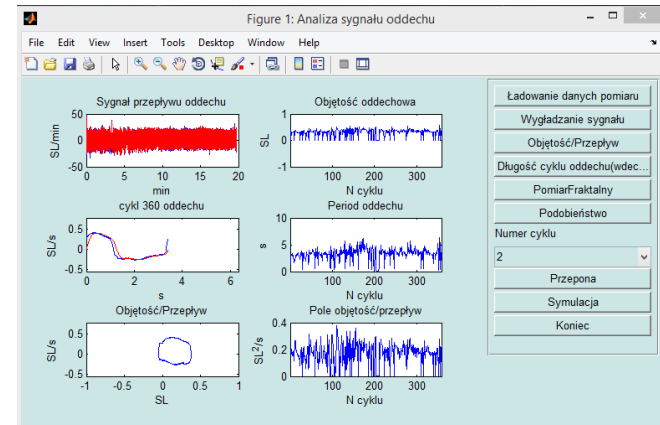 Figure 1: Analiza sygnału oddechu
File Edit View Insert Tools Desktop Window Help
Sygnał przepływu oddechu
50
0
-50
SL/min
0 5 10 15 20
min
Objętość oddechowa
1
0
-1
SL
100 200 300
N cyklu
cykl 360 oddechu
0.5
0
-0.5
SL/s
0 2 4 6
s
Period oddechu
10
5
0
s
100 200 300
N cyklu
Objętość/Przepływ
0.5
0
-0.5
SL/s
-1 -0.5 0 0.5 1
SL
Pole objętość/przepływ
0.4
0.2
0
SL²/s
100 200 300
N cyklu
Ładowanie danych pomiaru
Wygładzanie sygnału
Objętość/Przepływ
Długość cyklu oddechu(wdec...
PomiarFraktalny
Podobieństwo
Numer cyklu
2
Przepona
Symulacja
Koniec